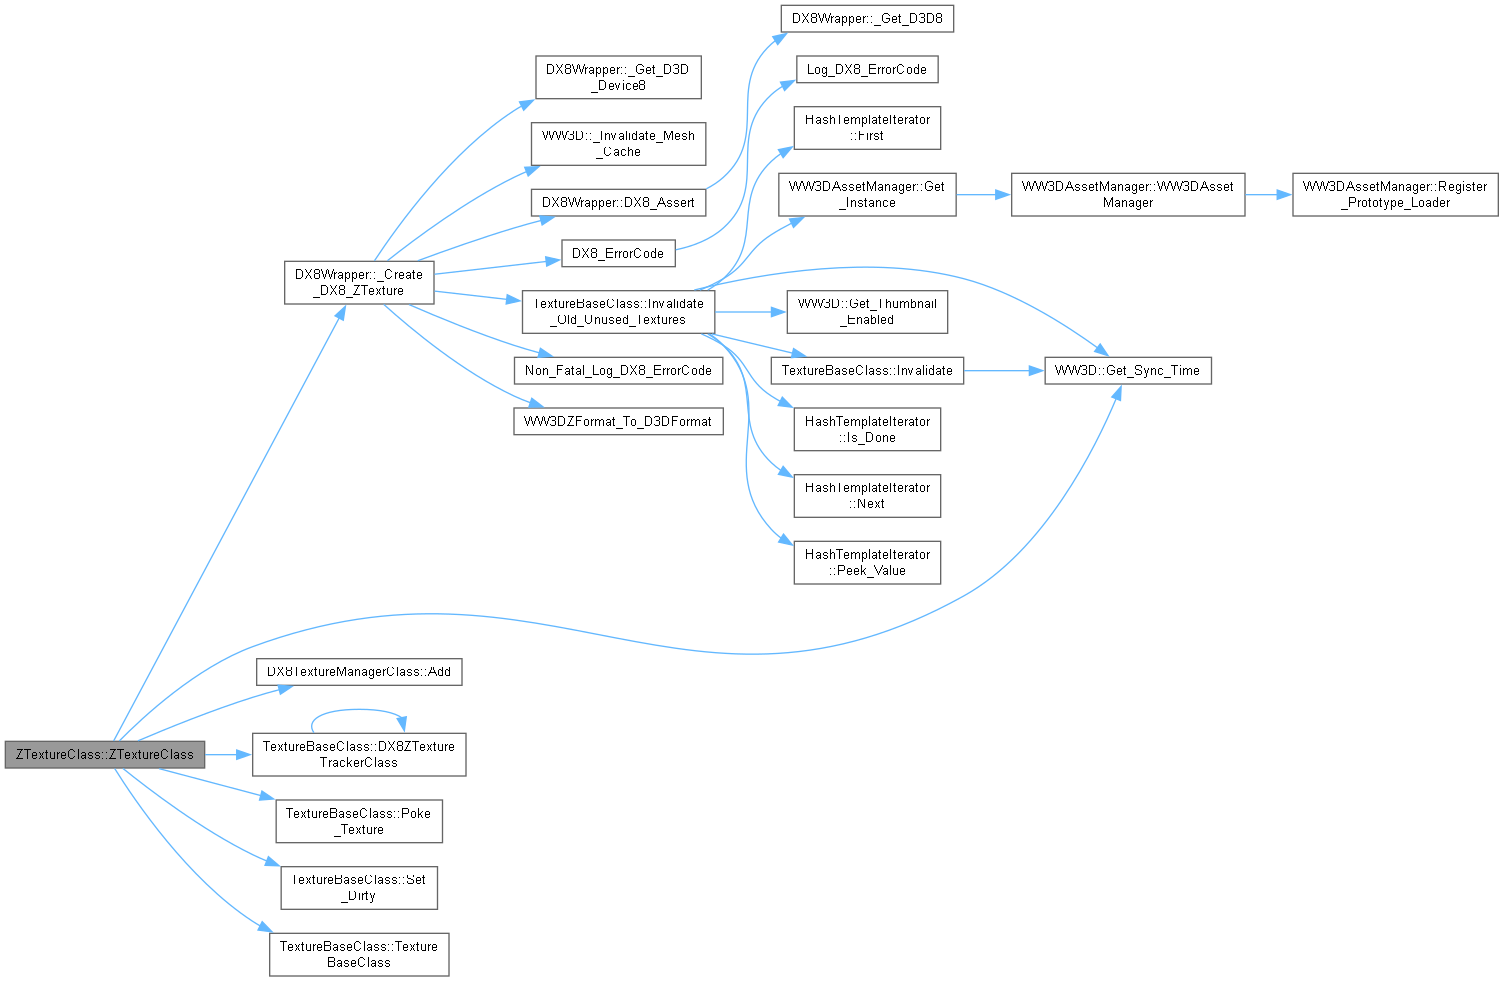 DX8Wrapper::_Get_D3D8
DX8Wrapper::_Get_D3D
_Device8
Log_DX8_ErrorCode
HashTemplateIterator
::First
WW3D::_Invalidate_Mesh
_Cache
DX8Wrapper::DX8_Assert
WW3DAssetManager::Get
_Instance
WW3DAssetManager::WW3DAsset
Manager
WW3DAssetManager::Register
_Prototype_Loader
DX8_ErrorCode
DX8Wrapper::_Create
_DX8_ZTexture
TextureBaseClass::Invalidate
_Old_Unused_Textures
WW3D::Get_Thumbnail
_Enabled
Non_Fatal_Log_DX8_ErrorCode
TextureBaseClass::Invalidate
WW3D::Get_Sync_Time
WW3DZFormat_To_D3DFormat
HashTemplateIterator
::Is_Done
HashTemplateIterator
::Next
HashTemplateIterator
::Peek_Value
DX8TextureManagerClass::Add
ZTextureClass::ZTextureClass
TextureBaseClass::DX8ZTexture
TrackerClass
TextureBaseClass::Poke
_Texture
TextureBaseClass::Set
_Dirty
TextureBaseClass::Texture
BaseClass